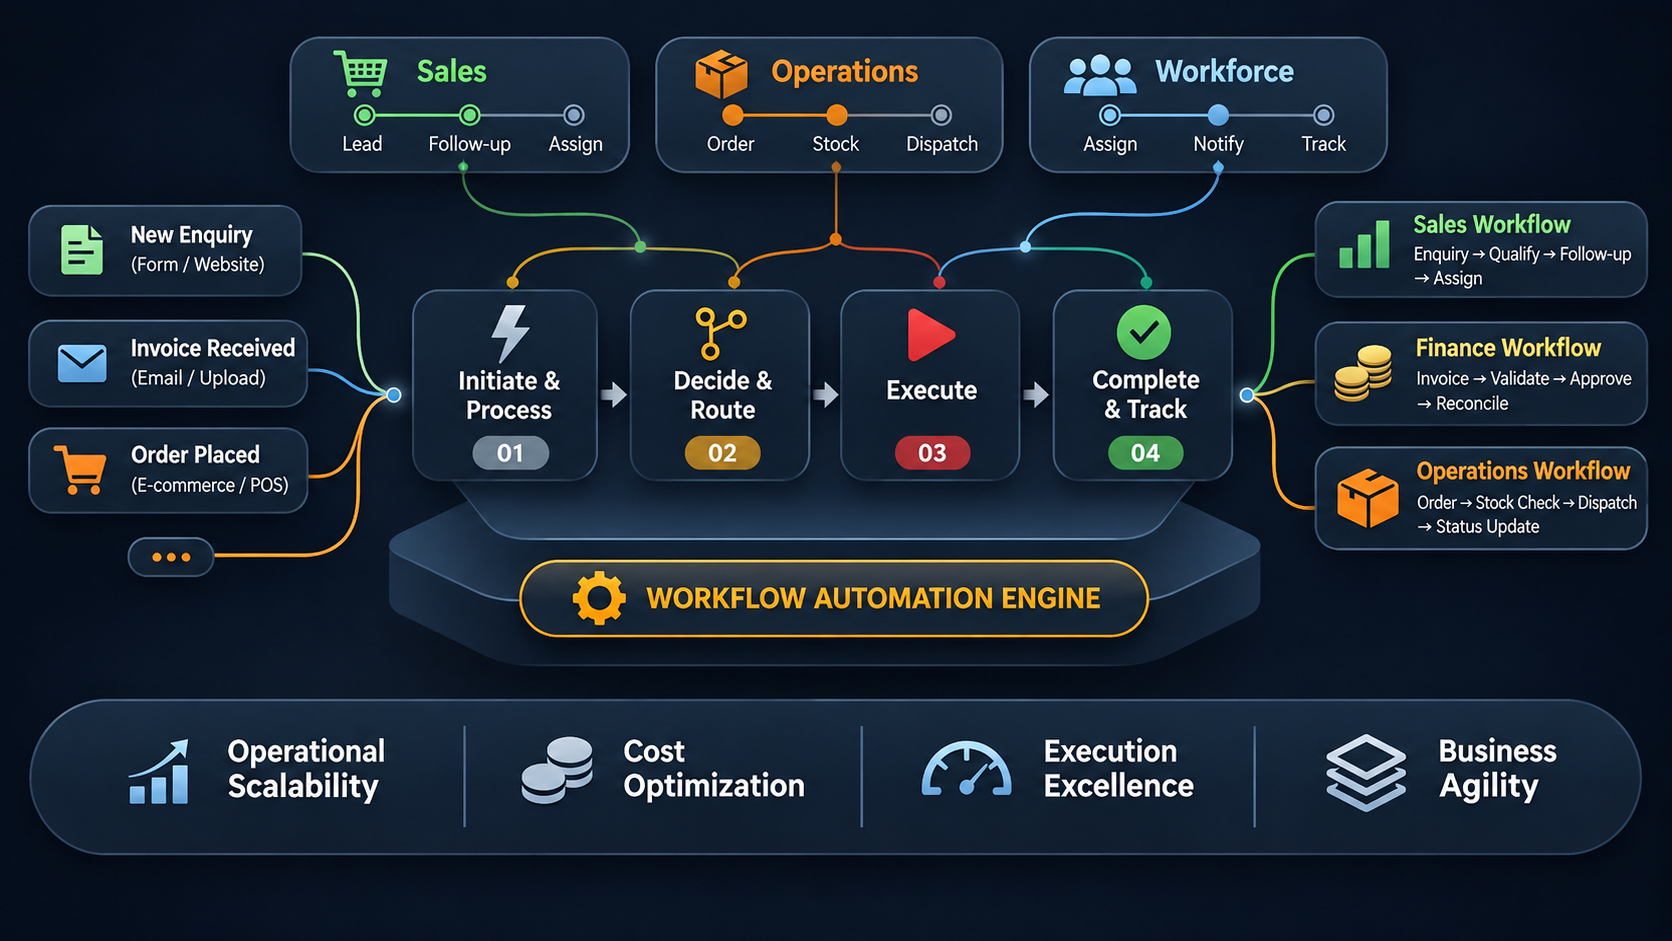 Sales
Lead Follow-up Assign
Operations
Order Stock Dispatch
Workforce
Assign Notify Track
New Enquiry
(Form / Website)
Invoice Received
(Email / Upload)
Order Placed
(E-commerce / POS)
Initiate &
Process
01
Decide &
Route
02
Execute
03
Complete
& Track
04
Sales Workflow
Enquiry → Qualify → Follow-up
→ Assign
Finance Workflow
Invoice → Validate → Approve
→ Reconcile
Operations Workflow
Order → Stock Check → Dispatch
→ Status Update
WORKFLOW AUTOMATION ENGINE
Operational
Scalability
Cost
Optimization
Execution
Excellence
Business
Agility